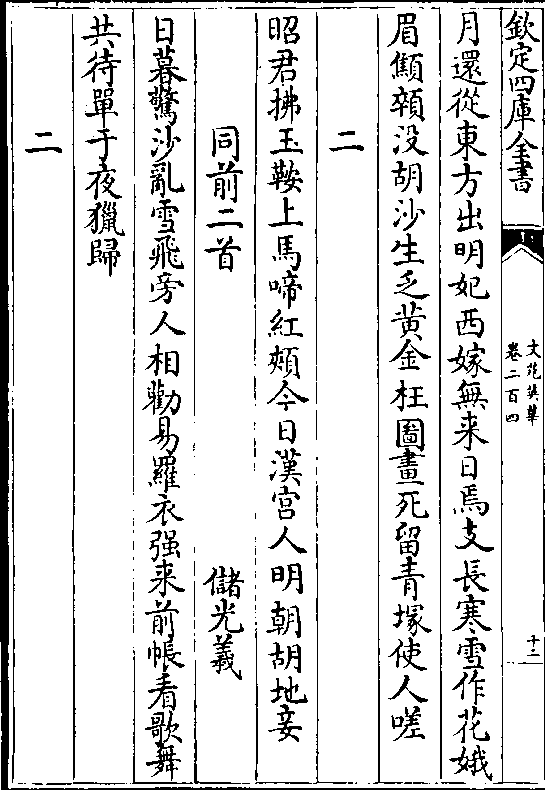 欽定四庫全書
文苑英華
卷二百四
十二
月還從東方出明妃西嫁無来日焉支長寒雪作花娥
眉顦顇没胡沙生乏黄金枉圖畫死留青塚使人嗟
二
昭君拂玉鞍上馬啼紅頰今日漢宫人明朝胡地妾
同前二首
儲光義
日暮驚沙亂雪飛旁人相勸易羅衣强来前帳看歌舞
共待單于夜獵歸
二